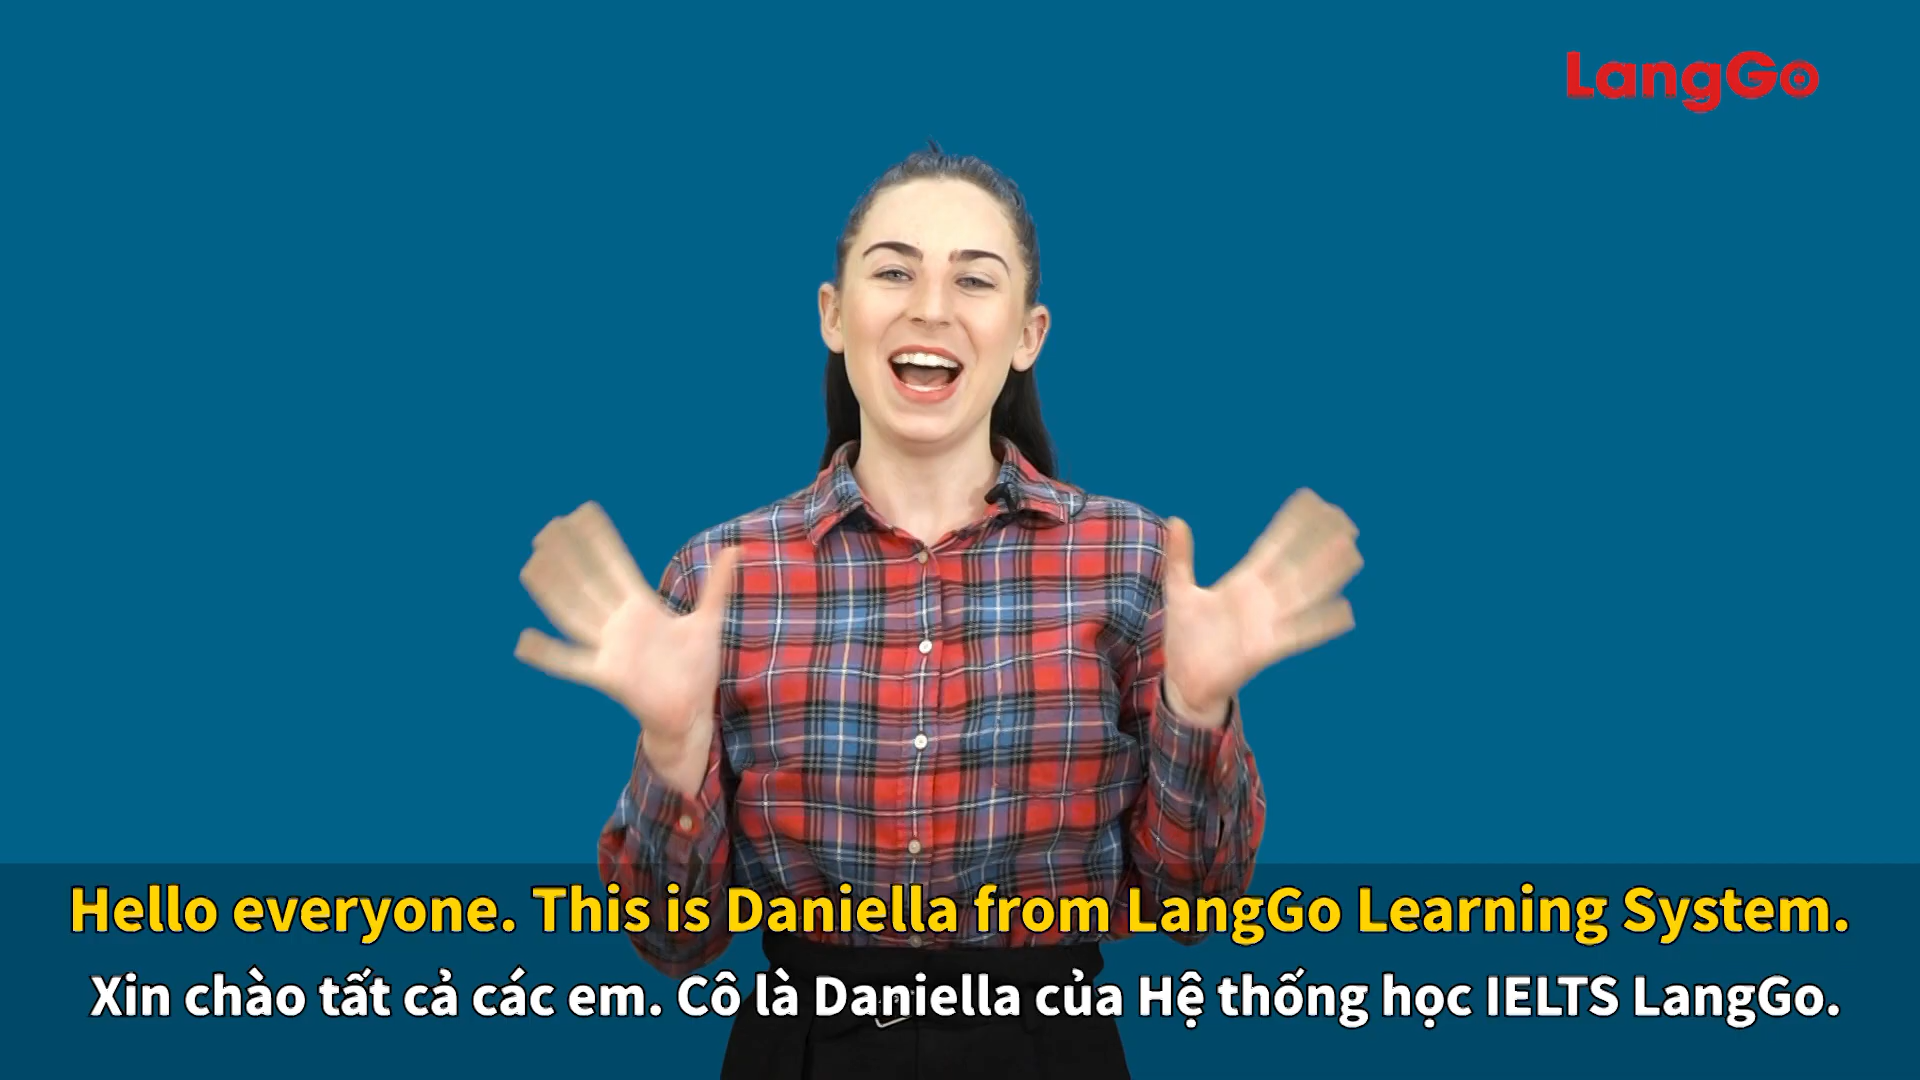 LangGo
Hello everyone. This is Daniella from LangGo Learning System.
Xin chào tất cả các em. Cô là Daniella của Hệ thống học IELTS LangGo.